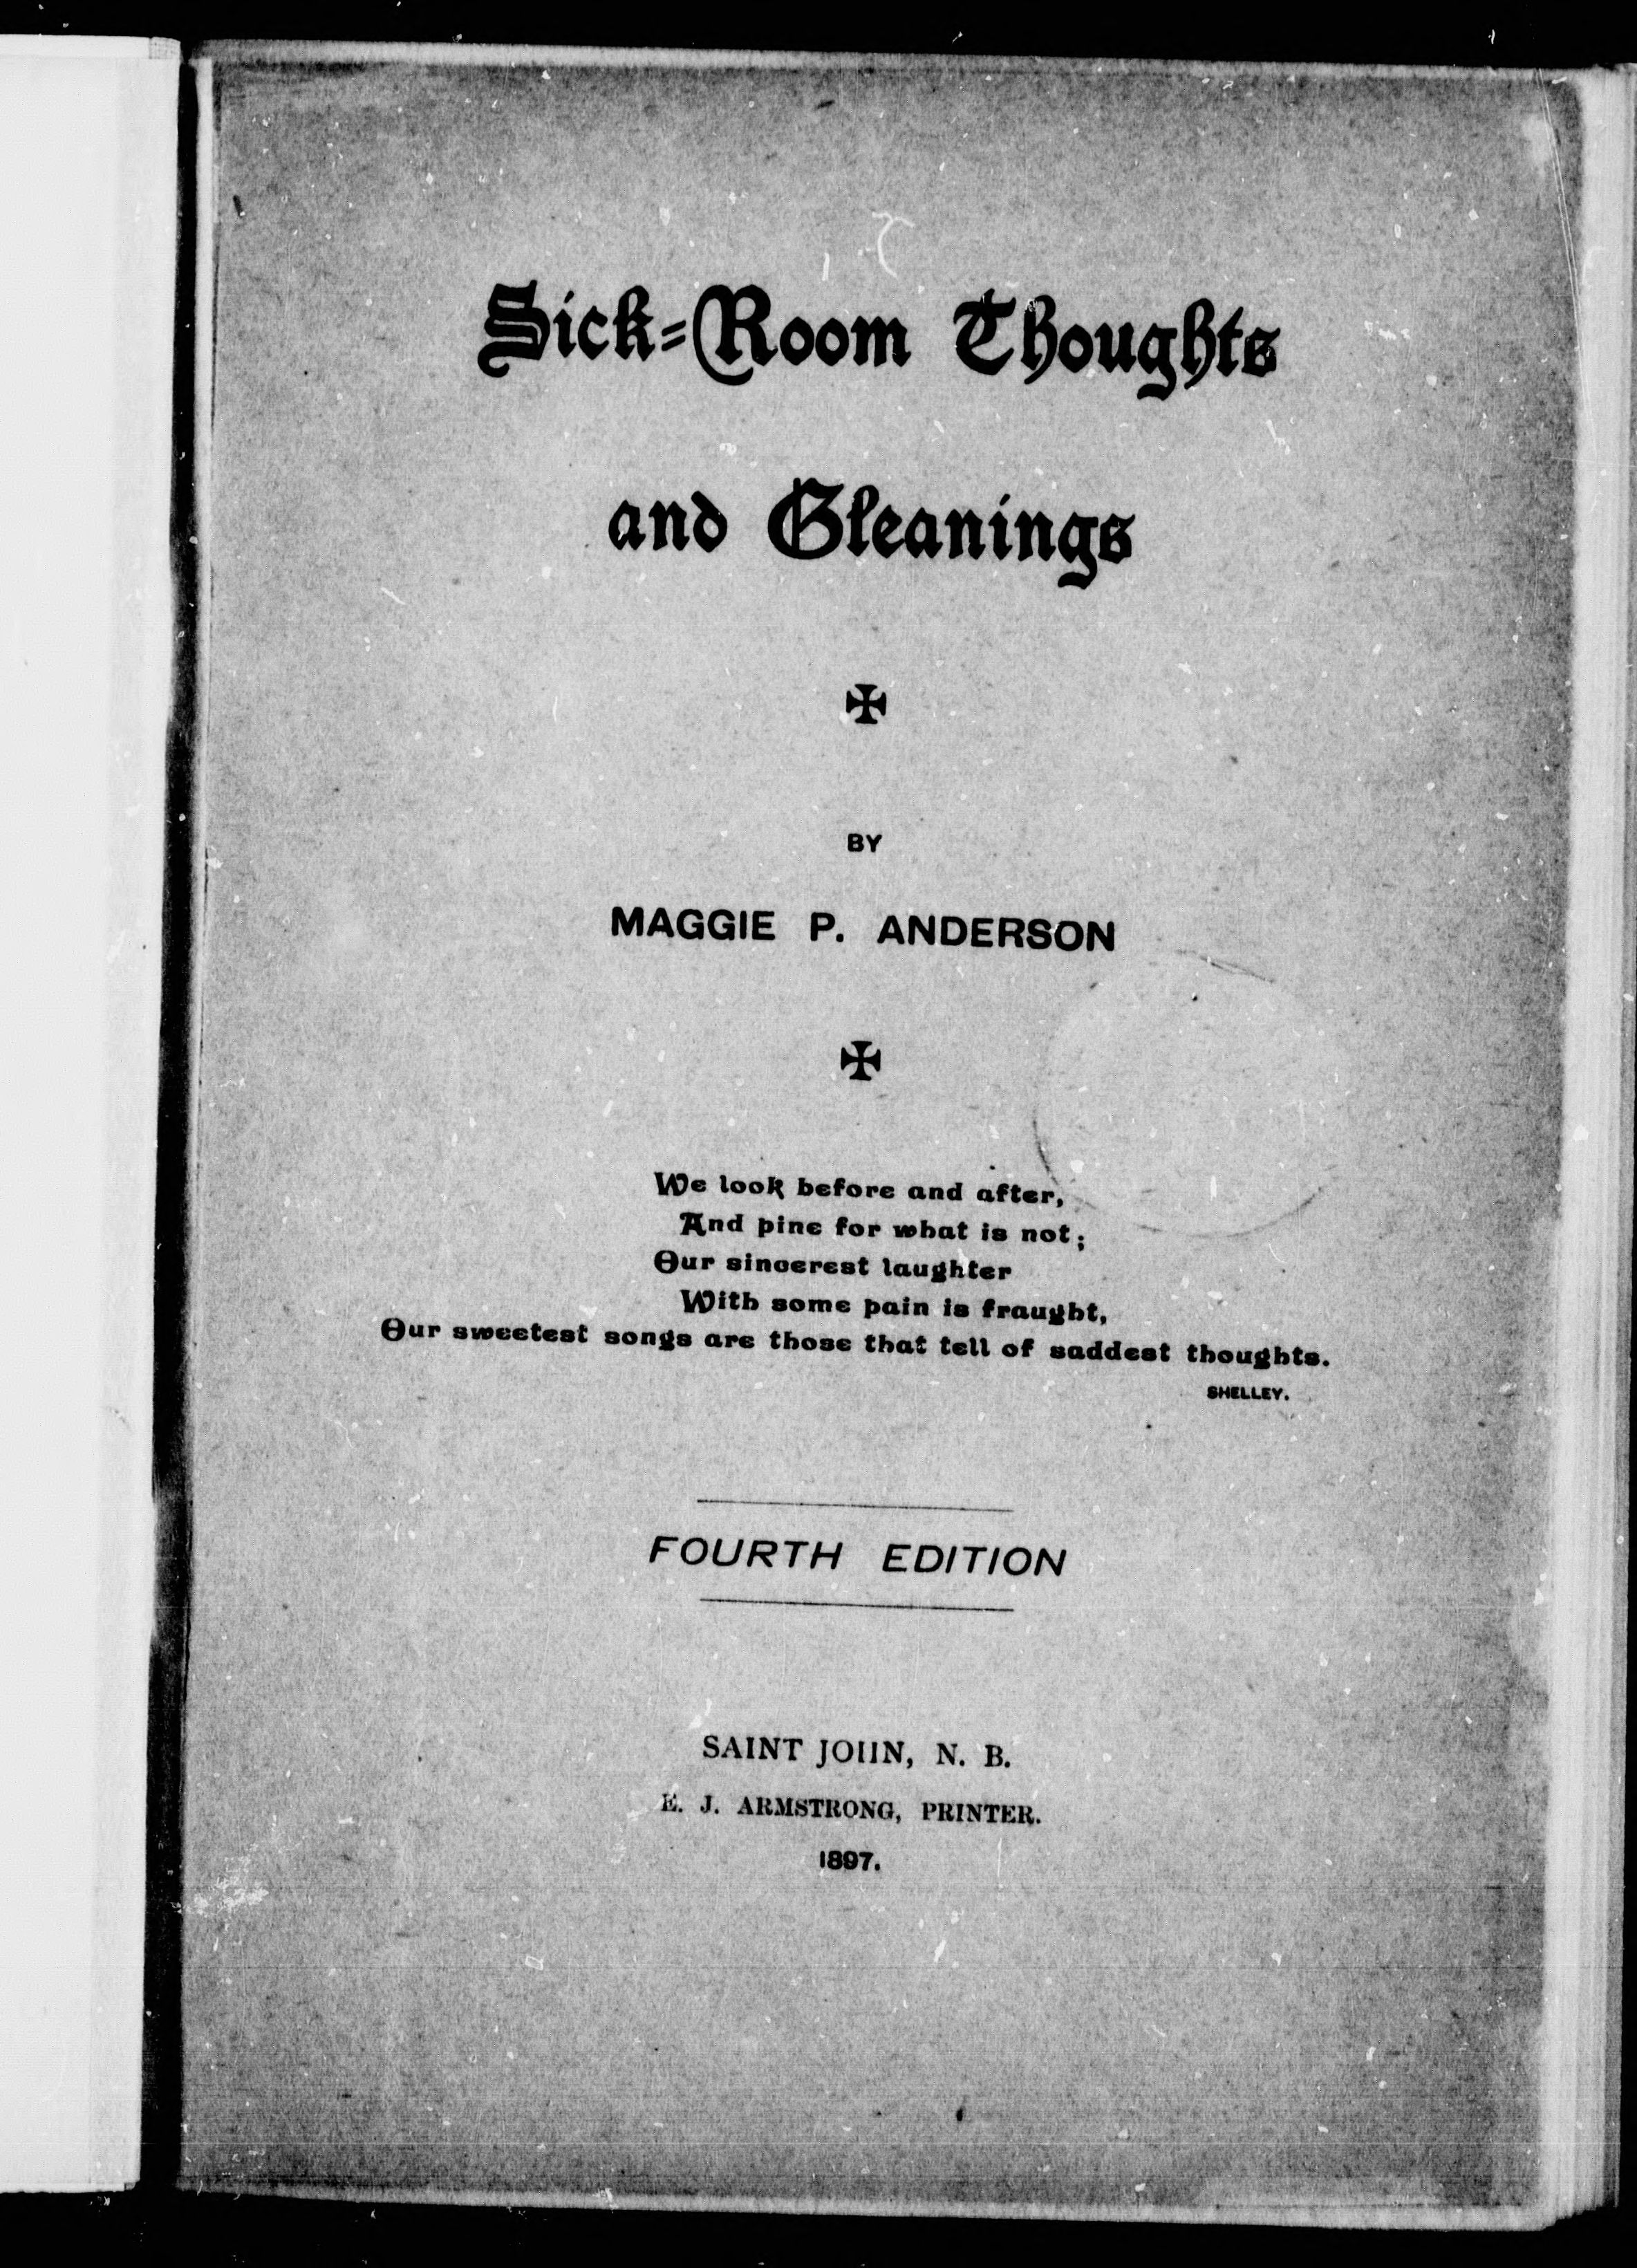 Sick-Room Thoughts
and Gleanings
BY
MAGGIE P. ANDERSON
We look before and after,
And pine for what is not;
Our sincerest laughter
With some pain is fraught,
Our sweetest songs are those that tell of saddest thoughts.
SHELLEY.
FOURTH EDITION
SAINT JOHN, N. B.
E. J. ARMSTRONG, PRINTER.
1897.